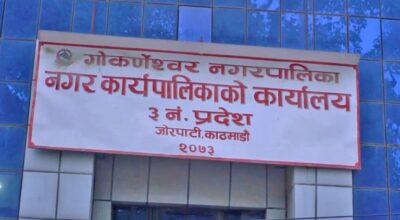 गोकर्णेश्वर नगरपालिका
नगर कार्यपालिकाको कार्यालय
३ नं. प्रदेश
जोरपाटी, काठमाडौ
२०७३